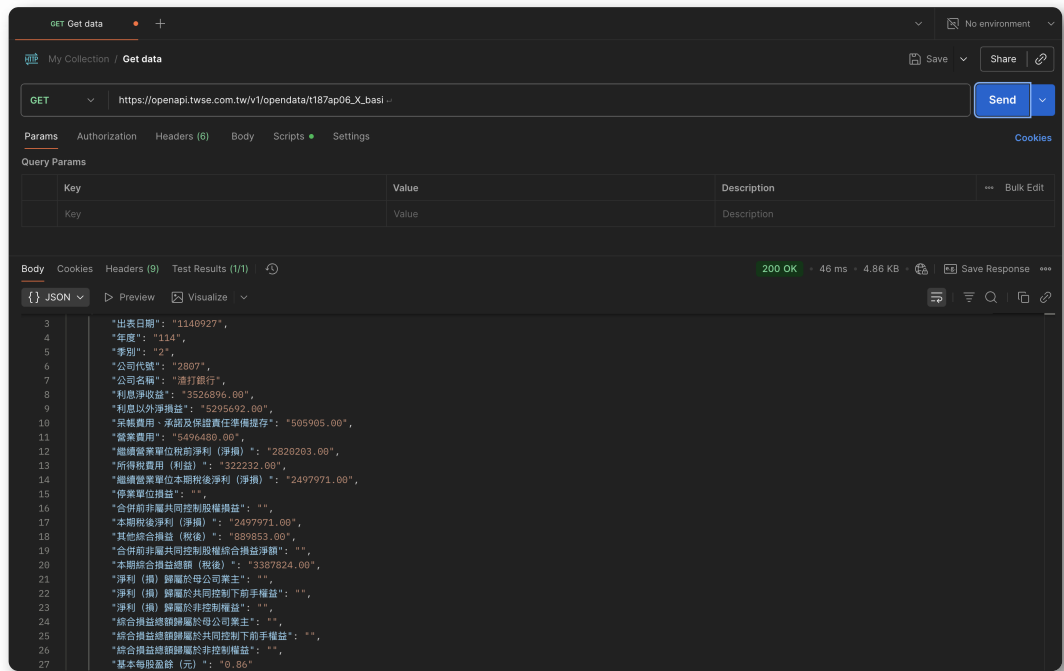 GET Get data
No environment
HTTP My Collection / Get data
Save
Share
GET https://openapi.twse.com.tw/v1/opendata/t187ap06_X_basi
Send
Params Authorization Headers (6) Body Scripts Settings
Cookies
Query Params
Key Value Description Bulk Edit
Key Value Description
Body Cookies Headers (9) Test Results (1/1)
200 OK 46 ms 4.86 KB Save Response
{ } JSON Preview Visualize
3 "出表日期": "1140927",
4 "年度": "114",
5 "季別": "2",
6 "公司代號": "2807",
7 "公司名稱": "渣打銀行",
8 "利息淨收益": "3526896.00",
9 "利息以外淨損益": "5295692.00",
10 "呆帳費用、承諾及保證責任準備提存": "505905.00",
11 "營業費用": "5496480.00",
12 "繼續營業單位稅前淨利（淨損）": "2820203.00",
13 "所得稅費用（利益）": "322232.00",
14 "繼續營業單位本期稅後淨利（淨損）": "2497971.00",
15 "停業單位損益": "",
16 "合併前非屬共同控制股權損益": "",
17 "本期稅後淨利（淨損）": "2497971.00",
18 "其他綜合損益（稅後）": "889853.00",
19 "合併前非屬共同控制股權綜合損益淨額": "",
20 "本期綜合損益總額（稅後）": "3387824.00",
21 "淨利（損）歸屬於母公司業主": "",
22 "淨利（損）歸屬於共同控制下前手權益": "",
23 "淨利（損）歸屬於非控制權益": "",
24 "綜合損益總額歸屬於母公司業主": "",
25 "綜合損益總額歸屬於共同控制下前手權益": "",
26 "綜合損益總額歸屬於非控制權益": "",
27 "基本每股盈餘（元）": "0.86"